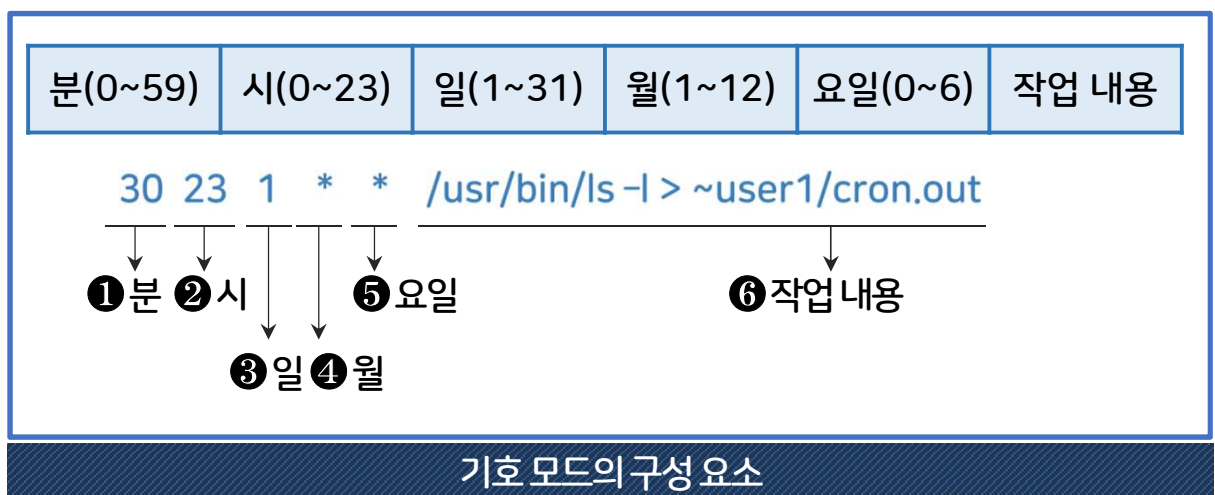 분(0~59) 시(0~23) 일(1~31) 월(1~12) 요일(0~6) 작업 내용
30 23 1 * * /usr/bin/ls –l > ~user1/cron.out
❶분 ❷시 ❺요일 ❻작업 내용
❸일 ❹월
기호 모드의 구성 요소